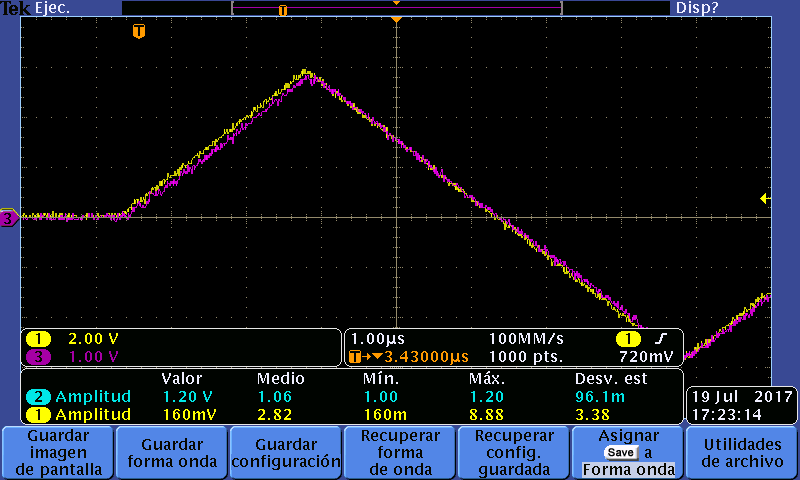 Tek Ejec. T Disp?
T
3
1 2.00 V
3 1.00 V
1.00µs 100MM/s 1
T→▼3.43000µs 1000 pts. 720mV
Valor Medio Mín. Máx. Desv. est
2 Amplitud 1.20 V 1.06 1.00 1.20 96.1m
1 Amplitud 160mV 2.82 160m 8.88 3.38
19 Jul 2017
17:23:14
Guardar
imagen
de pantalla
Guardar
forma onda
Guardar
configuración
Recuperar
forma
de onda
Recuperar
config.
guardada
Asignar
Save a
Forma onda
Utilidades
de archivo